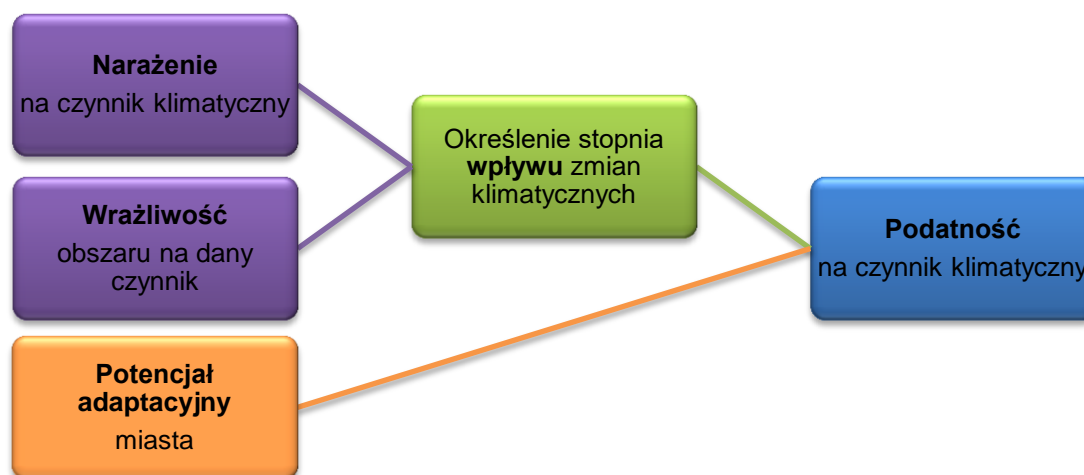 Narażenie
na czynnik klimatyczny
Wrażliwość
obszaru na dany
czynnik
Potencjał
adaptacyjny
miasta
Określenie stopnia
wpływu zmian
klimatycznych
Podatność
na czynnik klimatyczny